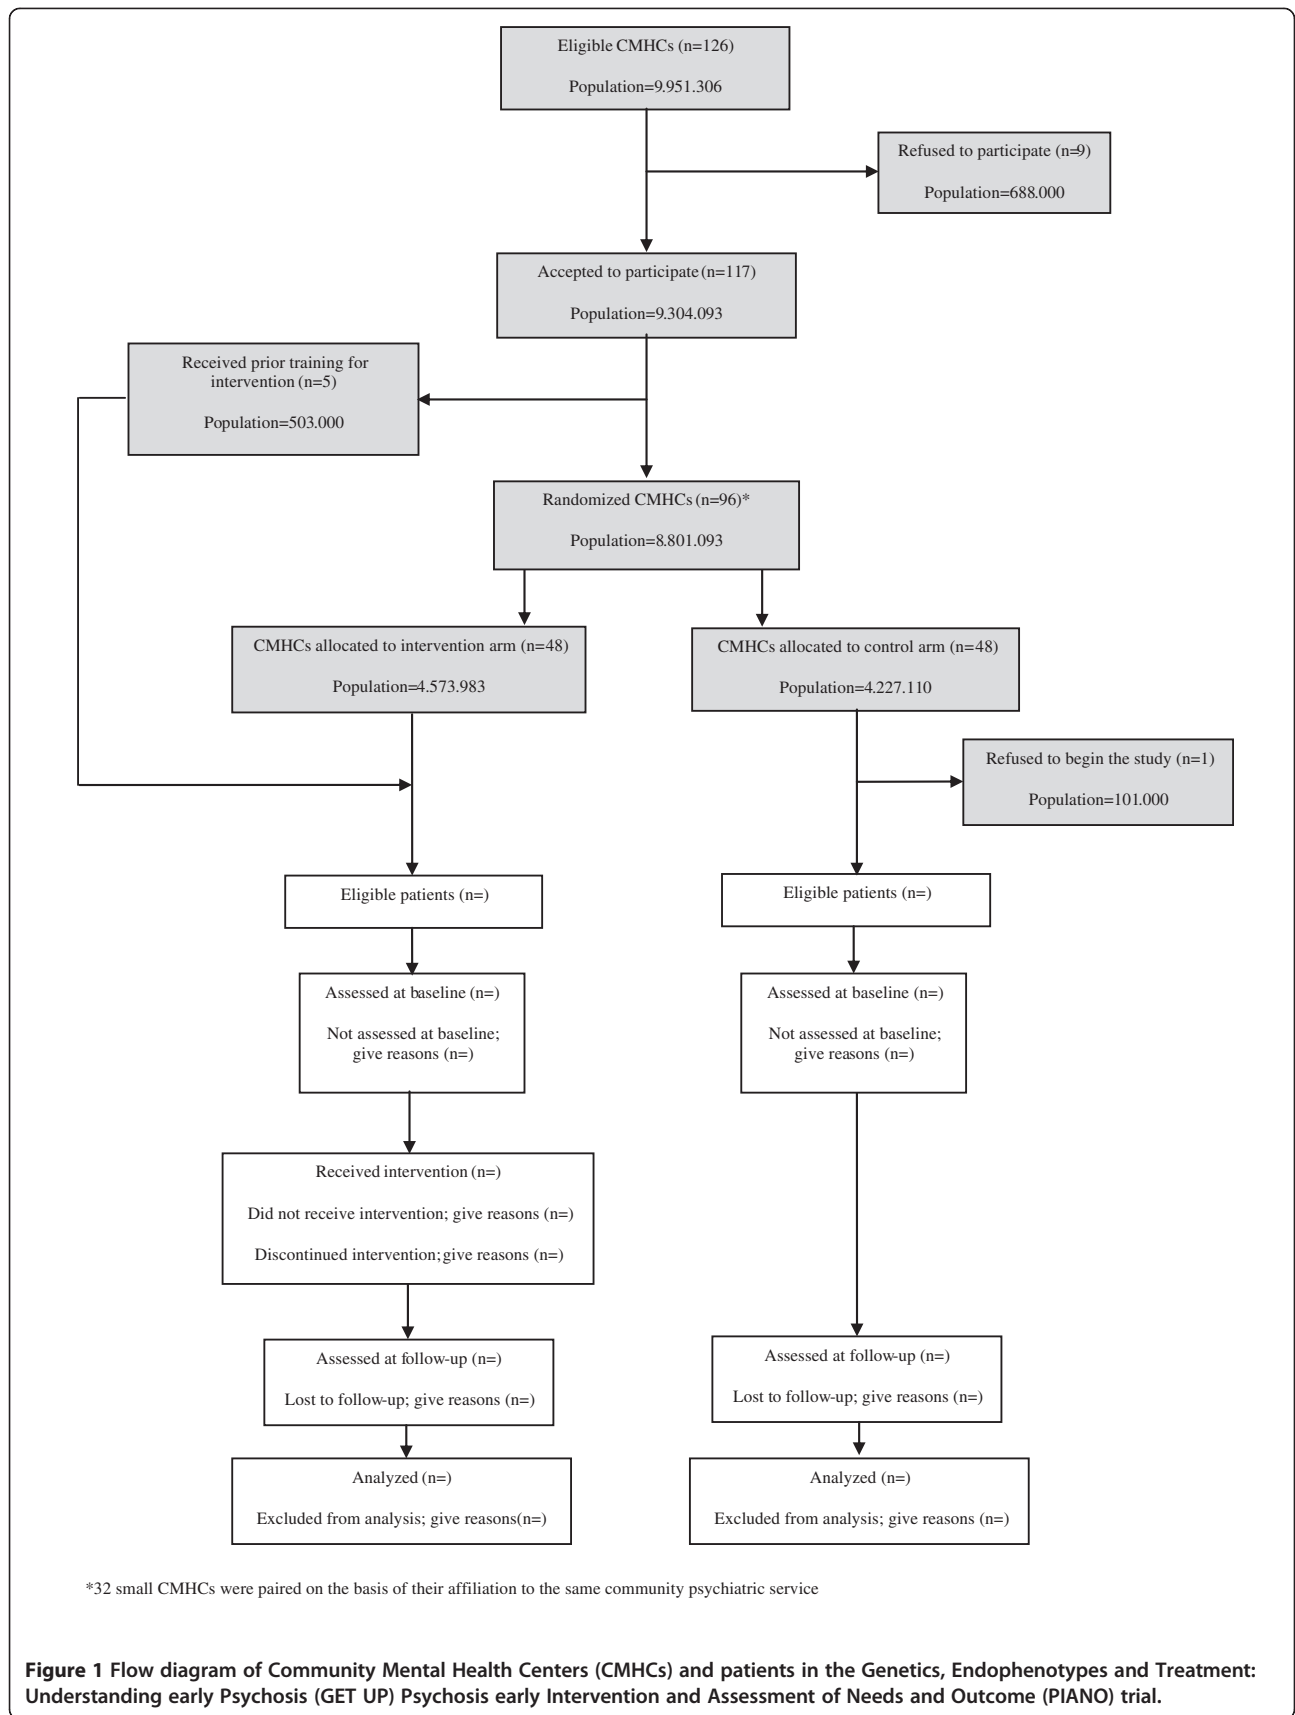 Eligible CMHCs (n=126)
Population=9.951.306
Refused to participate (n=9)
Population=688.000
Accepted to participate (n=117)
Population=9.304.093
Received prior training for
intervention (n=5)
Population=503.000
Randomized CMHCs (n=96)*
Population=8.801.093
CMHCs allocated to intervention arm (n=48)
Population=4.573.983
CMHCs allocated to control arm (n=48)
Population=4.227.110
Refused to begin the study (n=1)
Population=101.000
Eligible patients (n=)
Eligible patients (n=)
Assessed at baseline (n=)
Not assessed at baseline;
give reasons (n=)
Assessed at baseline (n=)
Not assessed at baseline;
give reasons (n=)
Received intervention (n=)
Did not receive intervention; give reasons (n=)
Discontinued intervention; give reasons (n=)
Assessed at follow-up (n=)
Lost to follow-up; give reasons (n=)
Assessed at follow-up (n=)
Lost to follow-up; give reasons (n=)
Analyzed (n=)
Excluded from analysis; give reasons(n=)
Analyzed (n=)
Excluded from analysis; give reasons (n=)
*32 small CMHCs were paired on the basis of their affiliation to the same community psychiatric service
Figure 1 Flow diagram of Community Mental Health Centers (CMHCs) and patients in the Genetics, Endophenotypes and Treatment:
Understanding early Psychosis (GET UP) Psychosis early Intervention and Assessment of Needs and Outcome (PIANO) trial.